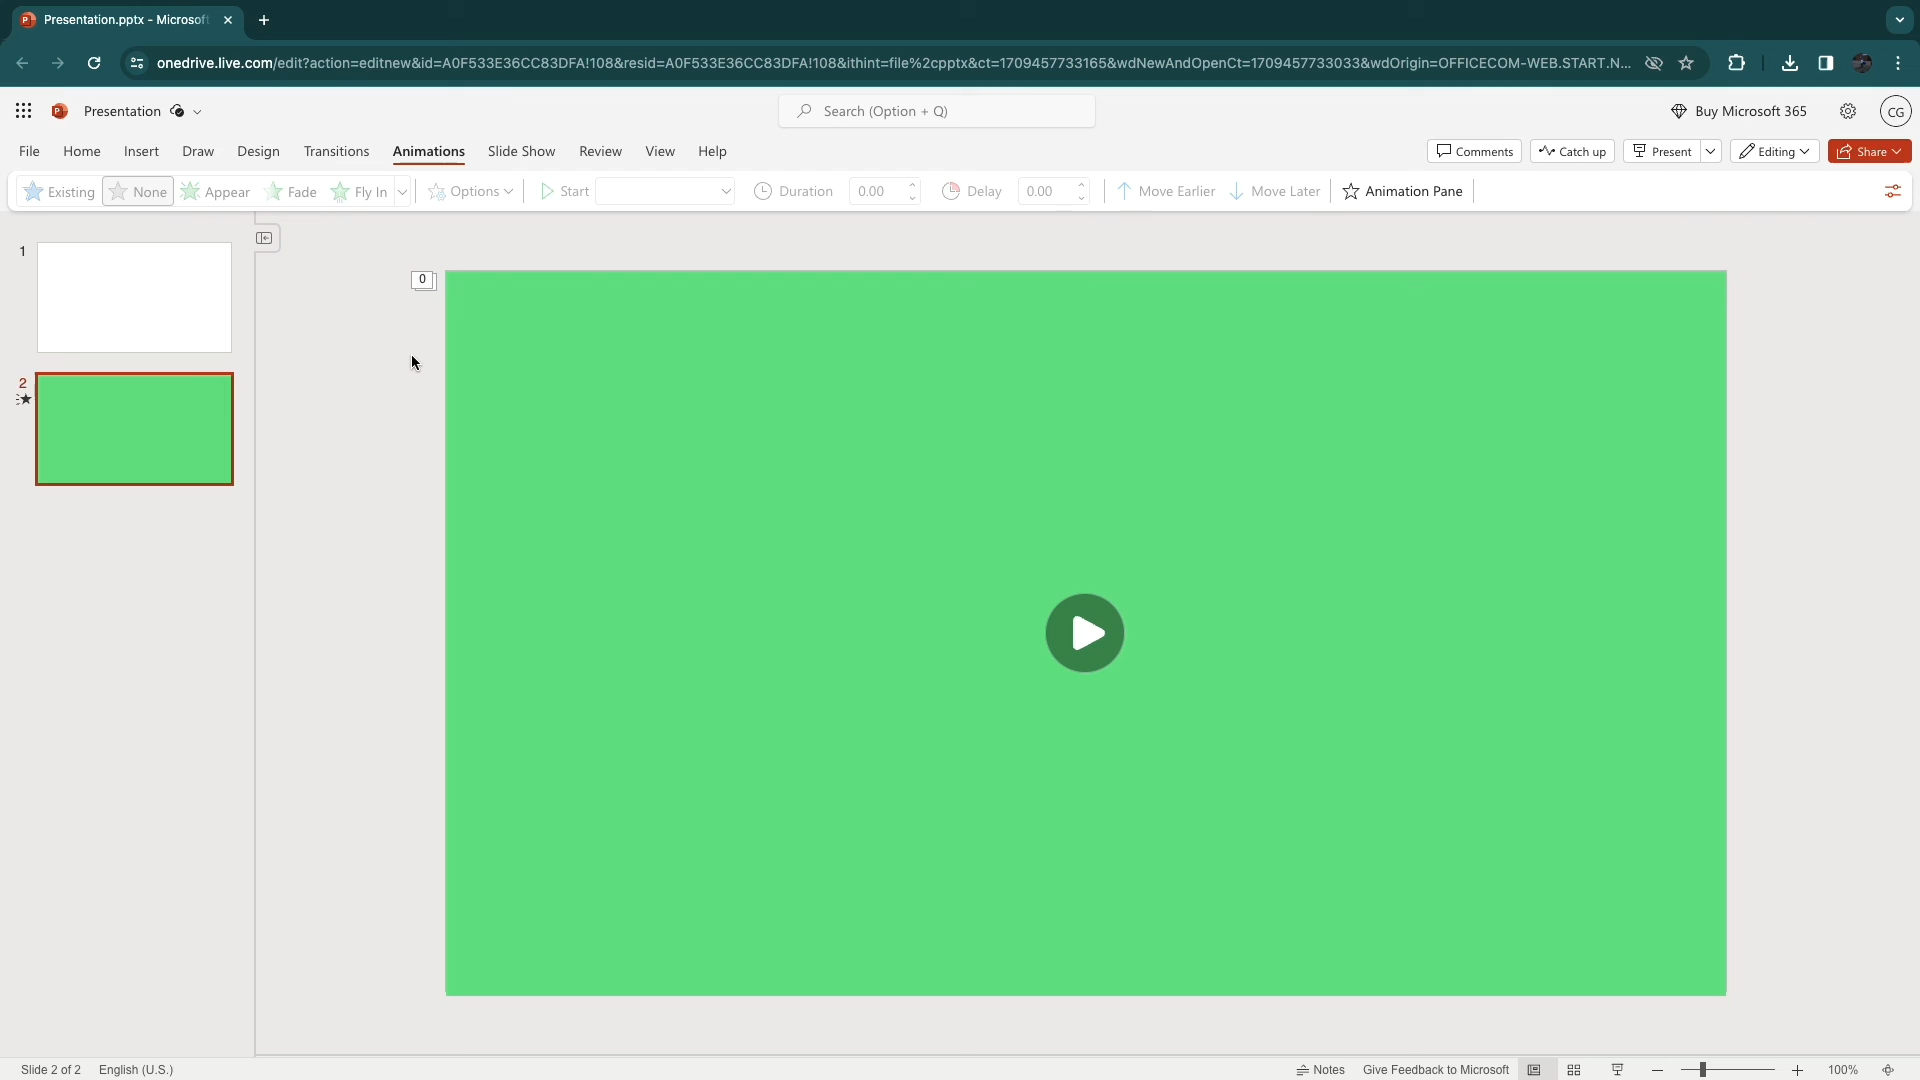 Presentation.pptx - Microsoft
onedrive.live.com/edit?action=editnew&id=A0F533E36CC83DFA!108&resid=A0F533E36CC83DFA!108&ithint=file%2cpptx&ct=1709457733165&wdNewAndOpenCt=1709457733033&wdOrigin=OFFICECOM-WEB.START.N...
Presentation
Search (Option + Q)
Buy Microsoft 365
CG
File Home Insert Draw Design Transitions Animations Slide Show Review View Help
Comments Catch up Present Editing Share
Existing None Appear Fade Fly In Options Start Duration 0.00 Delay 0.00 Move Earlier Move Later Animation Pane
1
2
0
Slide 2 of 2 English (U.S.) Notes Give Feedback to Microsoft 100%